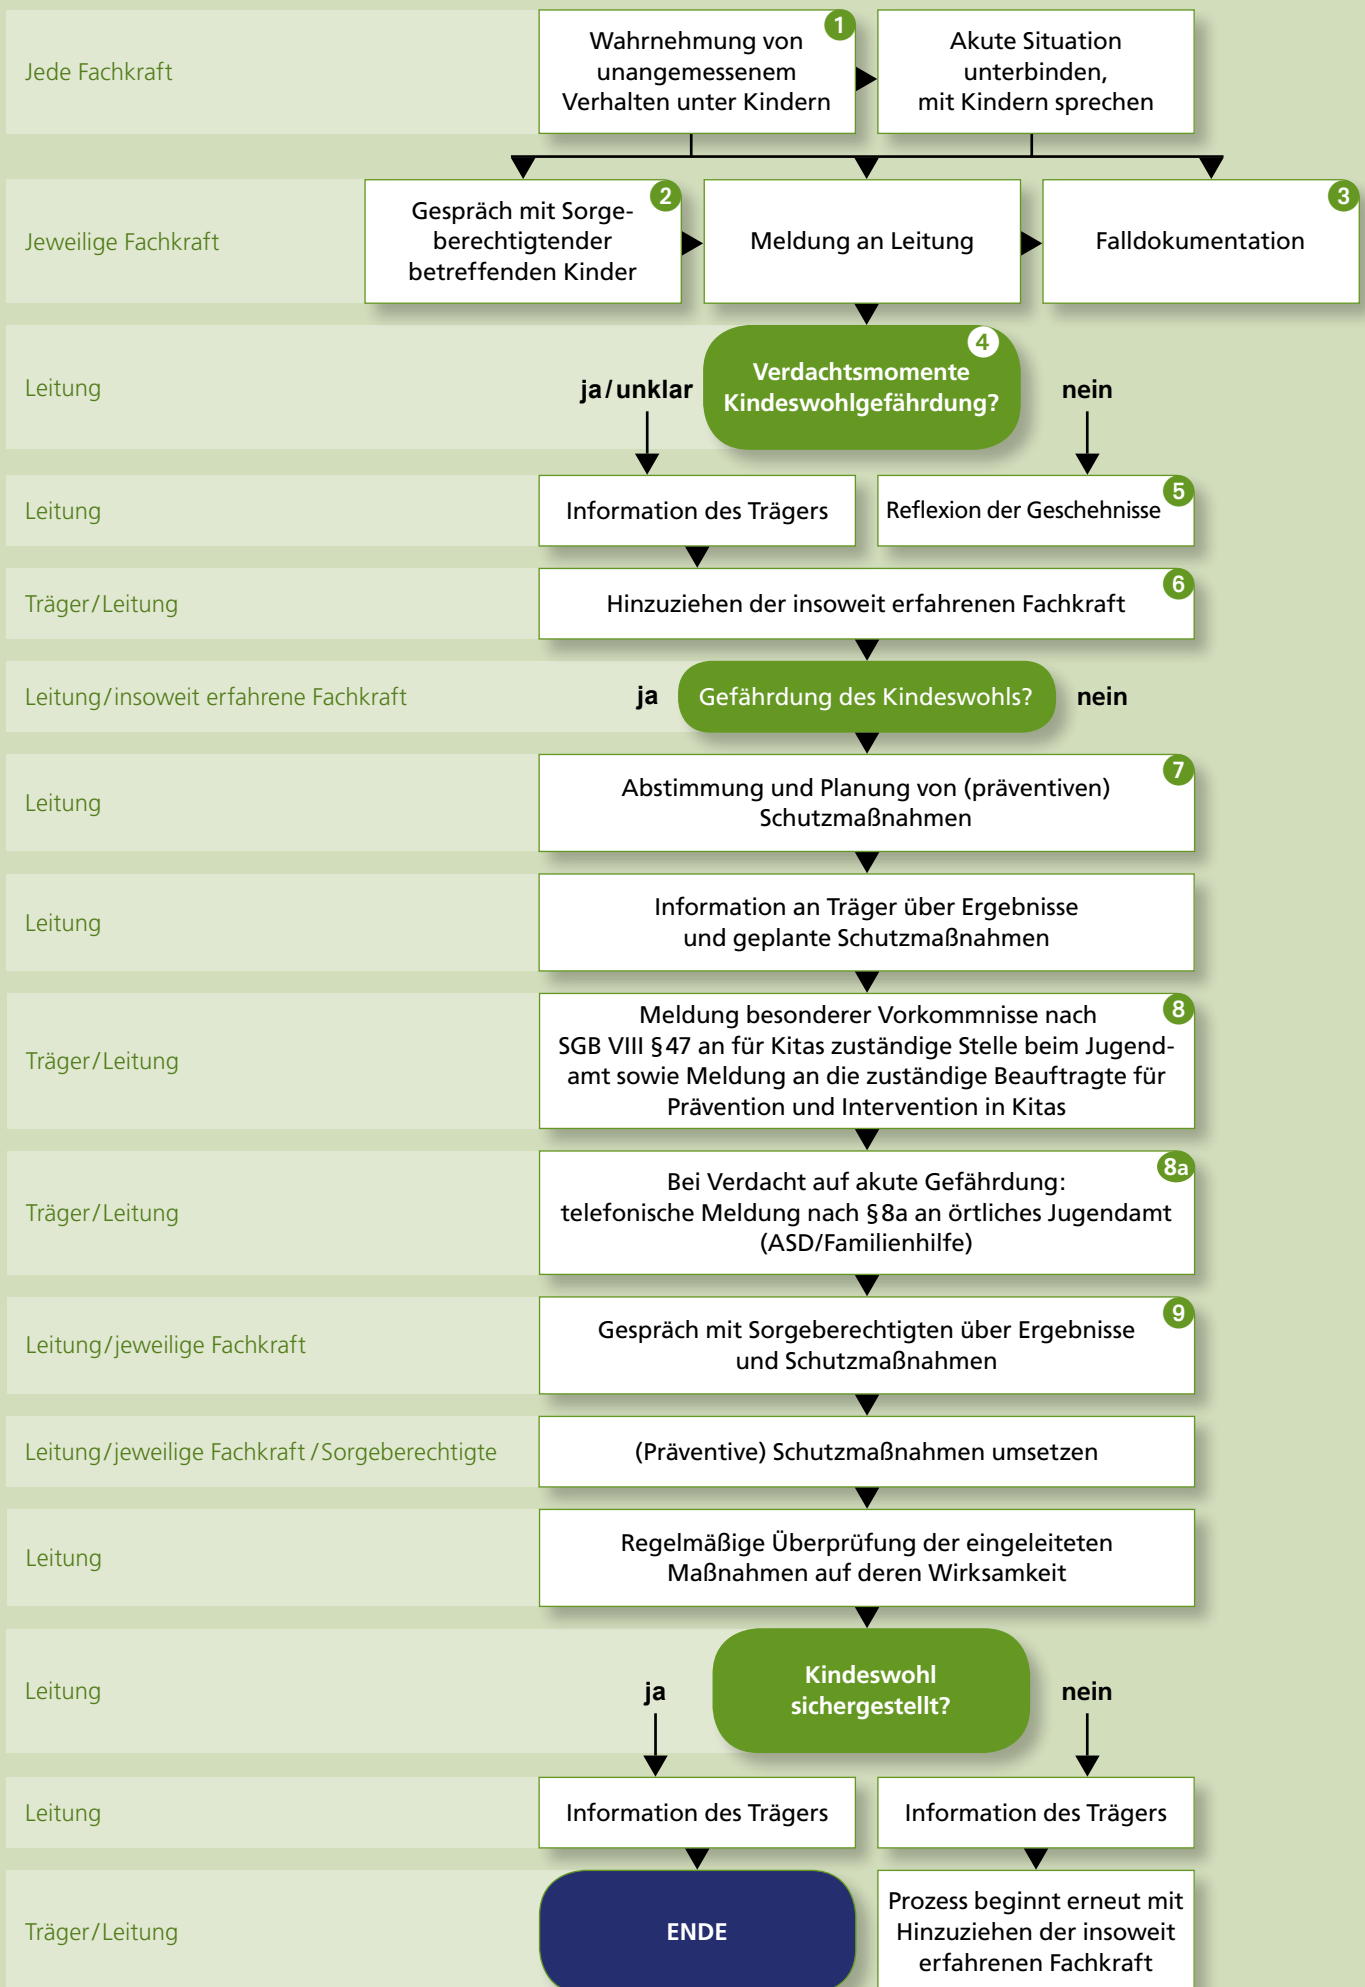 Jede Fachkraft
1
Wahrnehmung von
unangemessenem
Verhalten unter Kindern
Akute Situation
unterbinden,
mit Kindern sprechen
Jeweilige Fachkraft
2
Gespräch mit Sorge-
berechtigtender
betreffenden Kinder
Meldung an Leitung
3
Falldokumentation
Leitung
ja/unklar
4
Verdachtsmomente
Kindeswohlgefährdung?
nein
Leitung
Information des Trägers
5
Reflexion der Geschehnisse
Träger/Leitung
6
Hinzuziehen der insoweit erfahrenen Fachkraft
Leitung/insoweit erfahrene Fachkraft
ja
Gefährdung des Kindeswohls?
nein
Leitung
7
Abstimmung und Planung von (präventiven)
Schutzmaßnahmen
Leitung
Information an Träger über Ergebnisse
und geplante Schutzmaßnahmen
Träger/Leitung
8
Meldung besonderer Vorkommnisse nach
SGB VIII §47 an für Kitas zuständige Stelle beim Jugend-
amt sowie Meldung an die zuständige Beauftragte für
Prävention und Intervention in Kitas
Träger/Leitung
8a
Bei Verdacht auf akute Gefährdung:
telefonische Meldung nach §8a an örtliches Jugendamt
(ASD/Familienhilfe)
Leitung/jeweilige Fachkraft
9
Gespräch mit Sorgeberechtigten über Ergebnisse
und Schutzmaßnahmen
Leitung/jeweilige Fachkraft/Sorgeberechtigte
(Präventive) Schutzmaßnahmen umsetzen
Leitung
Regelmäßige Überprüfung der eingeleiteten
Maßnahmen auf deren Wirksamkeit
Leitung
ja
Kindeswohl
sichergestellt?
nein
Leitung
Information des Trägers
Information des Trägers
Träger/Leitung
ENDE
Prozess beginnt erneut mit
Hinzuziehen der insoweit
erfahrenen Fachkraft